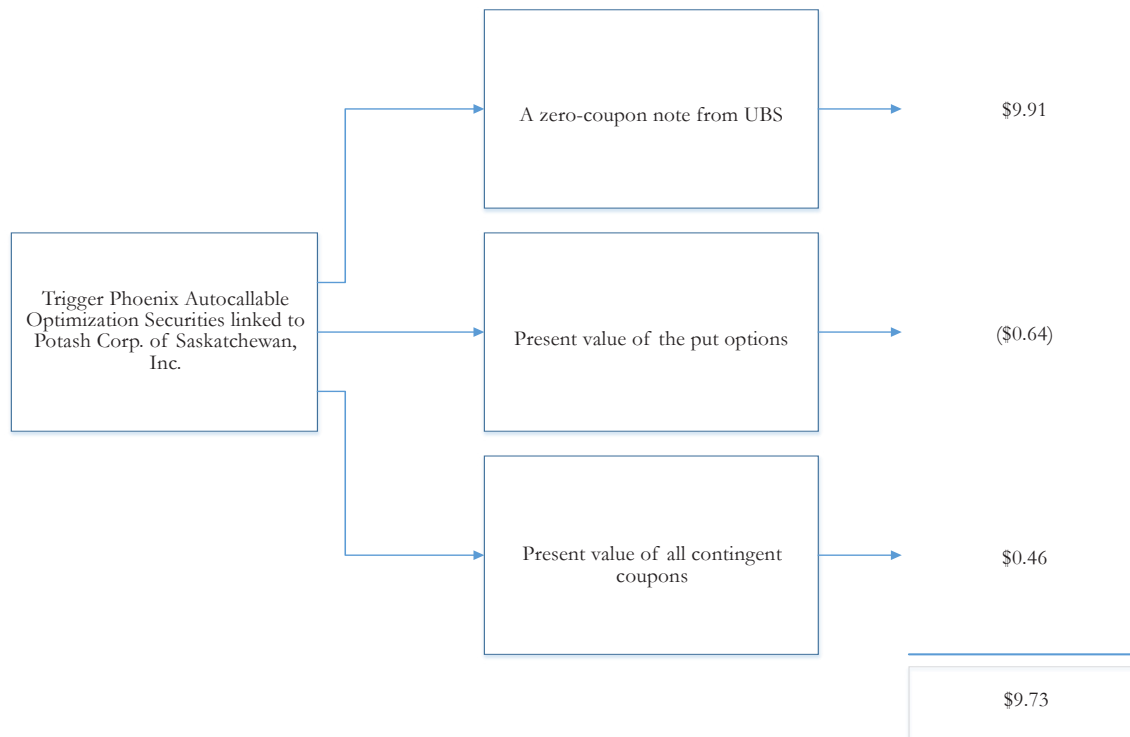 A zero-coupon note from UBS
$9.91
Trigger Phoenix Autocallable
Optimization Securities linked to
Potash Corp. of Saskatchewan,
Inc.
Present value of the put options
($0.64)
Present value of all contingent
coupons
$0.46
$9.73